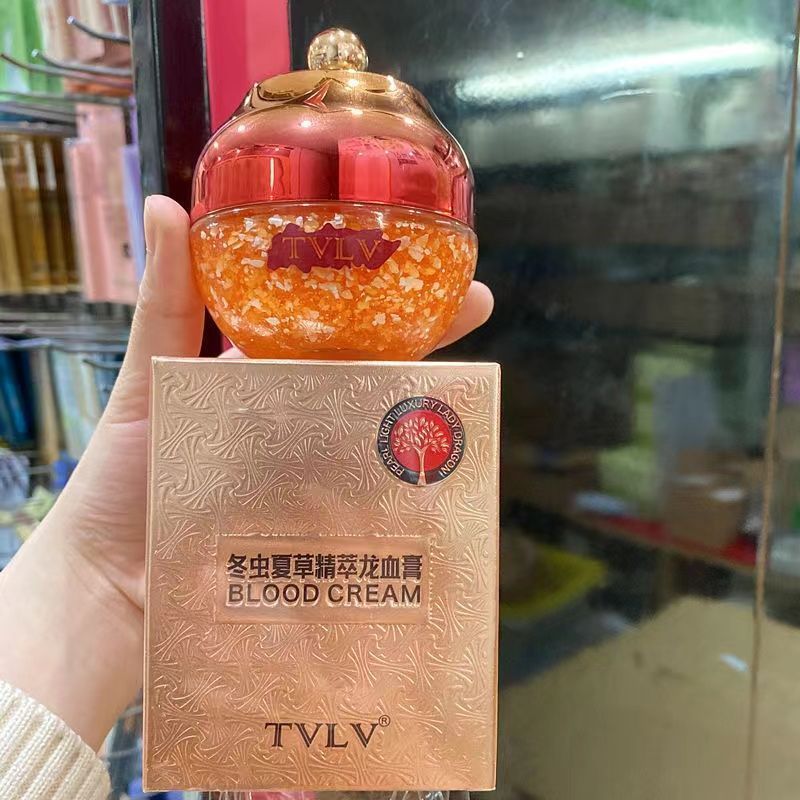 TVLV
PEARL LIGHT LUXURY LADY DRAGON!
冬虫夏草精萃龙血膏
BLOOD CREAM
TVLV®